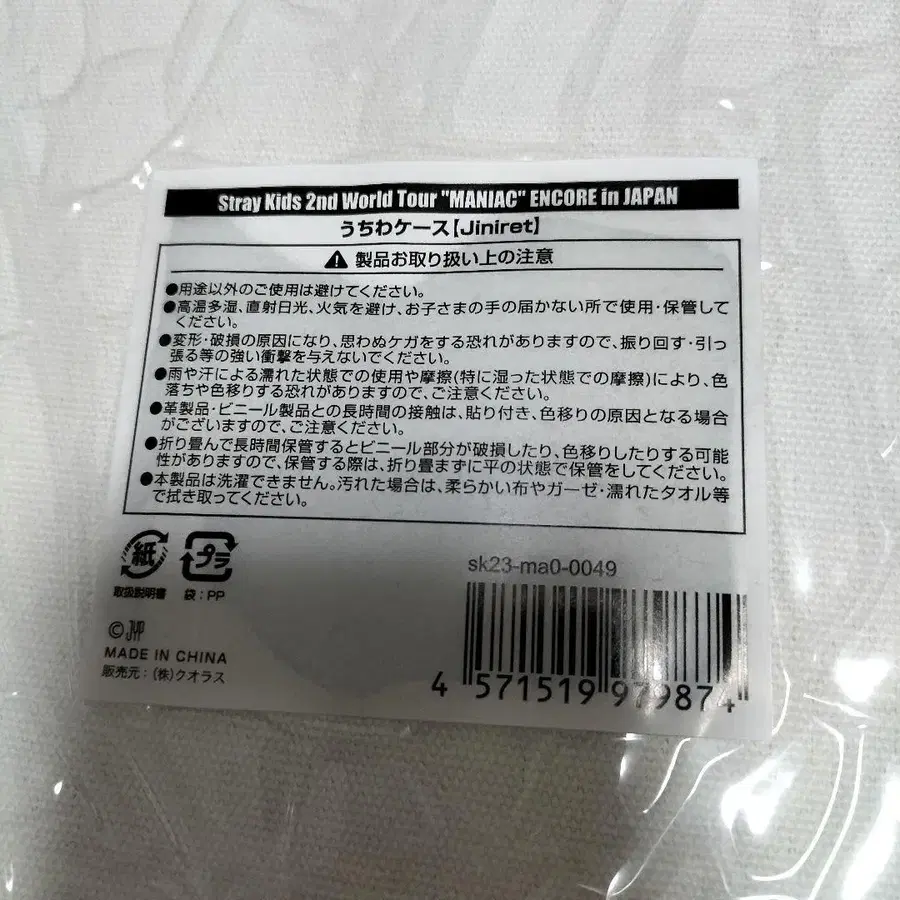 Stray Kids 2nd World Tour "MANIAC" ENCORE in JAPAN
うちわケース【Jiniret】
製品お取り扱い上の注意
●用途以外のご使用は避けてください。
●高温多湿、直射日光、火気を避け、お子さまの手の届かない所で使用・保管して
ください。
●変形・破損の原因になり、思わぬケガをする恐れがありますので、振り回す・引っ
張る等の強い衝撃を与えないでください。
●雨や汗による濡れた状態での使用や摩擦(特に湿った状態での摩擦)により、色
落ちや色移りする恐れがありますので、ご注意ください。
●革製品・ビニール製品との長時間の接触は、貼り付き、色移りの原因となる場合
がございますので、ご注意ください。
●折り畳んで長時間保管するとビニール部分が破損したり、色移りしたりする可能
性がありますので、保管する際は、折り畳まずに平の状態で保管をしてください。
●本製品は洗濯できません。汚れた場合は、柔らかい布やガーゼ・濡れたタオル等
で拭き取ってください。
紙 プラ
取扱説明書 袋：PP
sk23-ma0-0049
©JYP
MADE IN CHINA
販売元：(株)クオラス
4 571519 979874